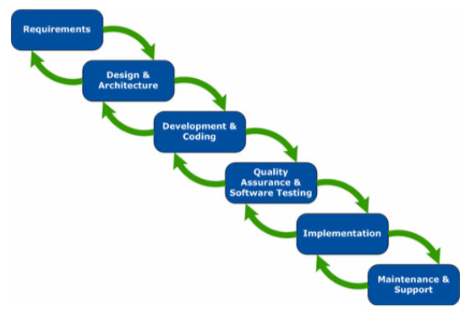 Requirements
Design &
Architecture
Development &
Coding
Quality
Assurance &
Software Testing
Implementation
Maintenance &
Support